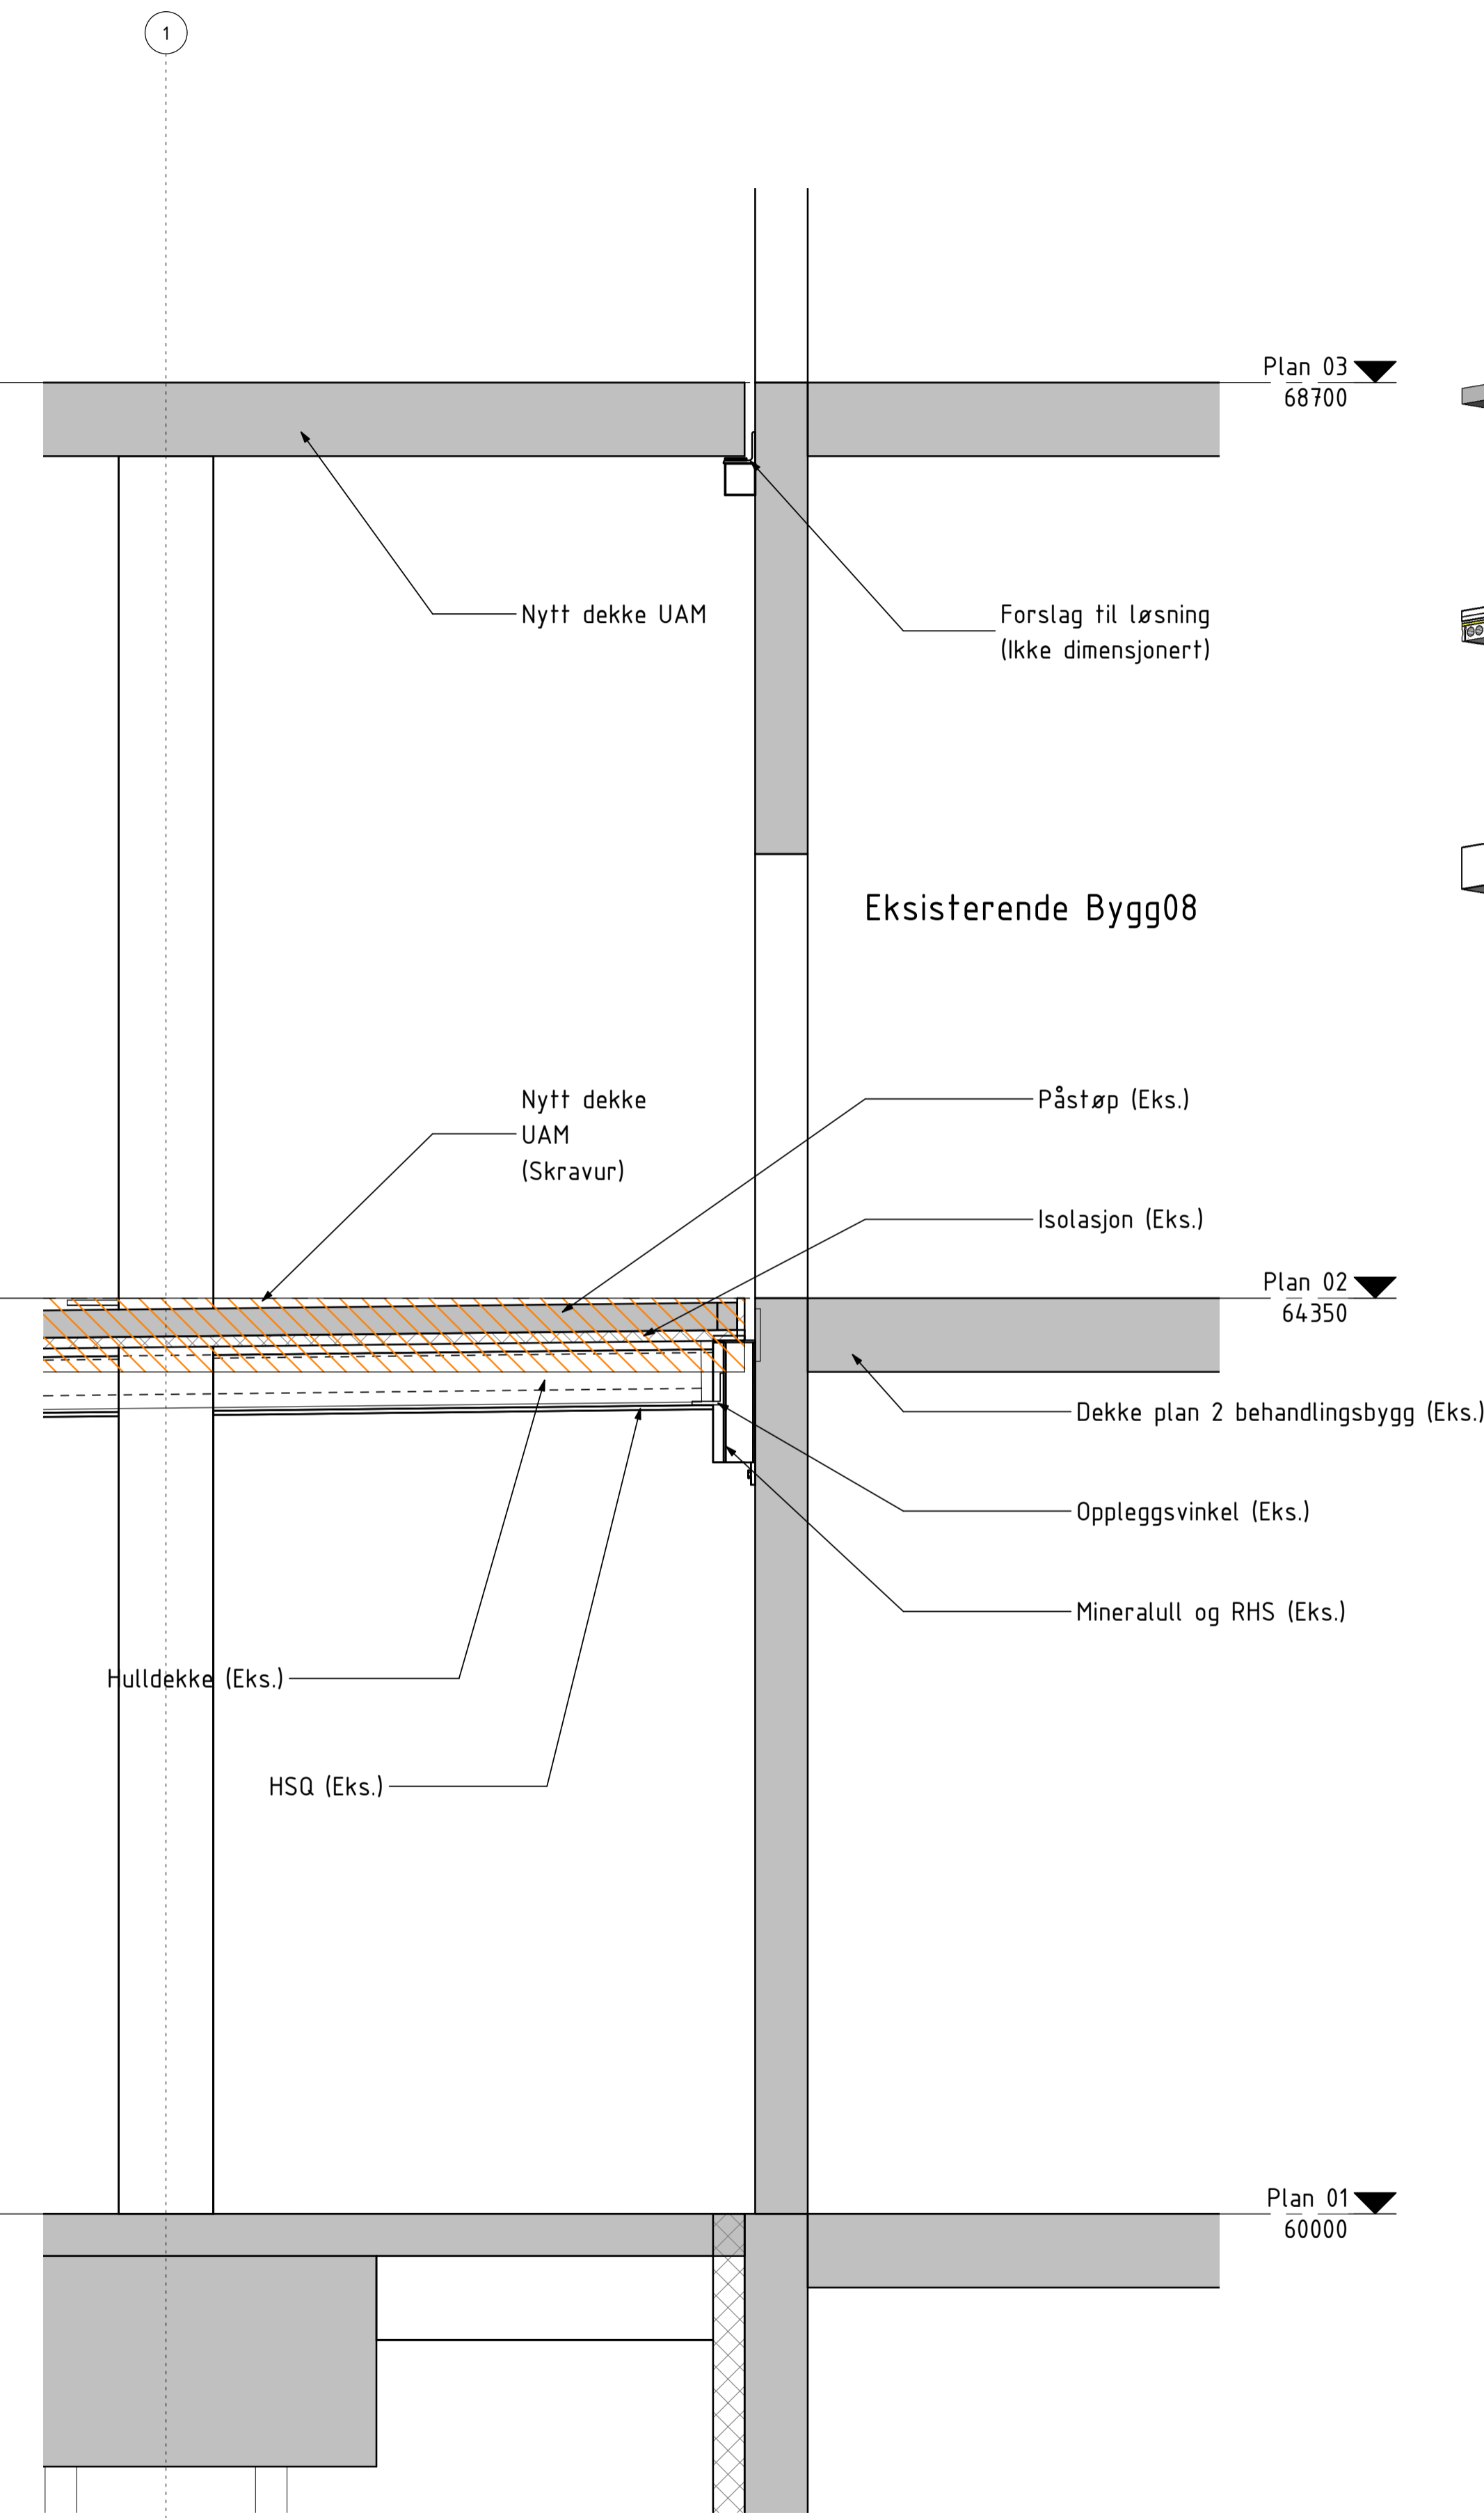 1
Plan 03
68700
Nytt dekke UAM
Forslag til løsning
(Ikke dimensjonert)
Eksisterende Bygg08
Nytt dekke
UAM
(Skravur)
Påstøp (Eks.)
Isolasjon (Eks.)
Plan 02
64350
Dekke plan 2 behandlingsbygg (Eks.)
Oppleggsvinkel (Eks.)
Mineralull og RHS (Eks.)
Hulldekke (Eks.)
HSQ (Eks.)
Plan 01
60000